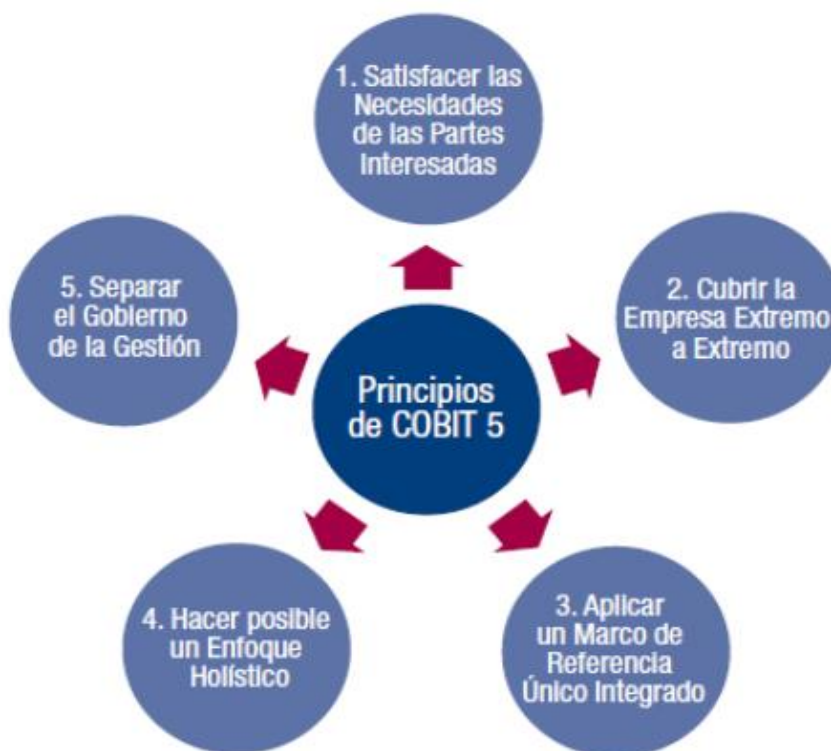 1. Satisfacer las
Necesidades
de las Partes
Interesadas
5. Separar
el Gobierno
de la Gestión
2. Cubrir la
Empresa Extremo
a Extremo
Principios
de COBIT 5
4. Hacer posible
un Enfoque
Holístico
3. Aplicar
un Marco de
Referencia
Único Integrado